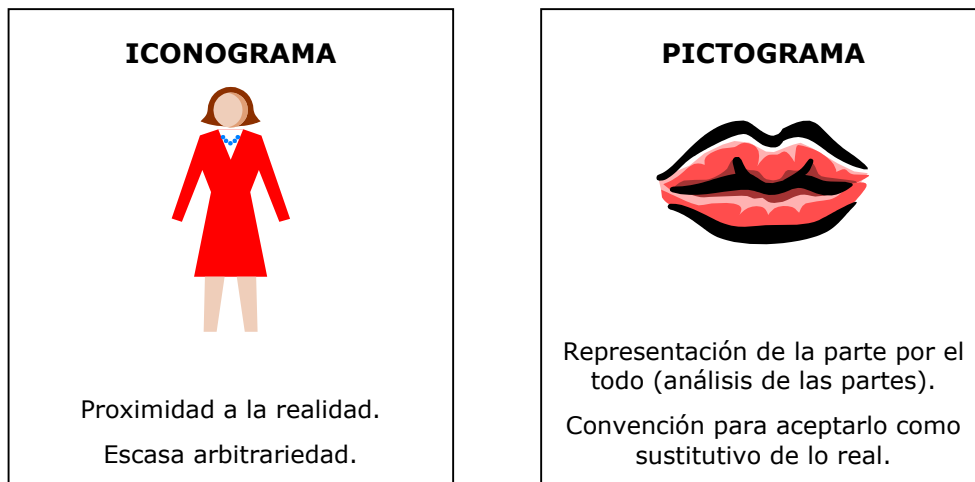 ICONOGRAMA
Proximidad a la realidad.
Escasa arbitrariedad.
PICTOGRAMA
Representación de la parte por el
todo (análisis de las partes).
Convención para aceptarlo como
sustitutivo de lo real.